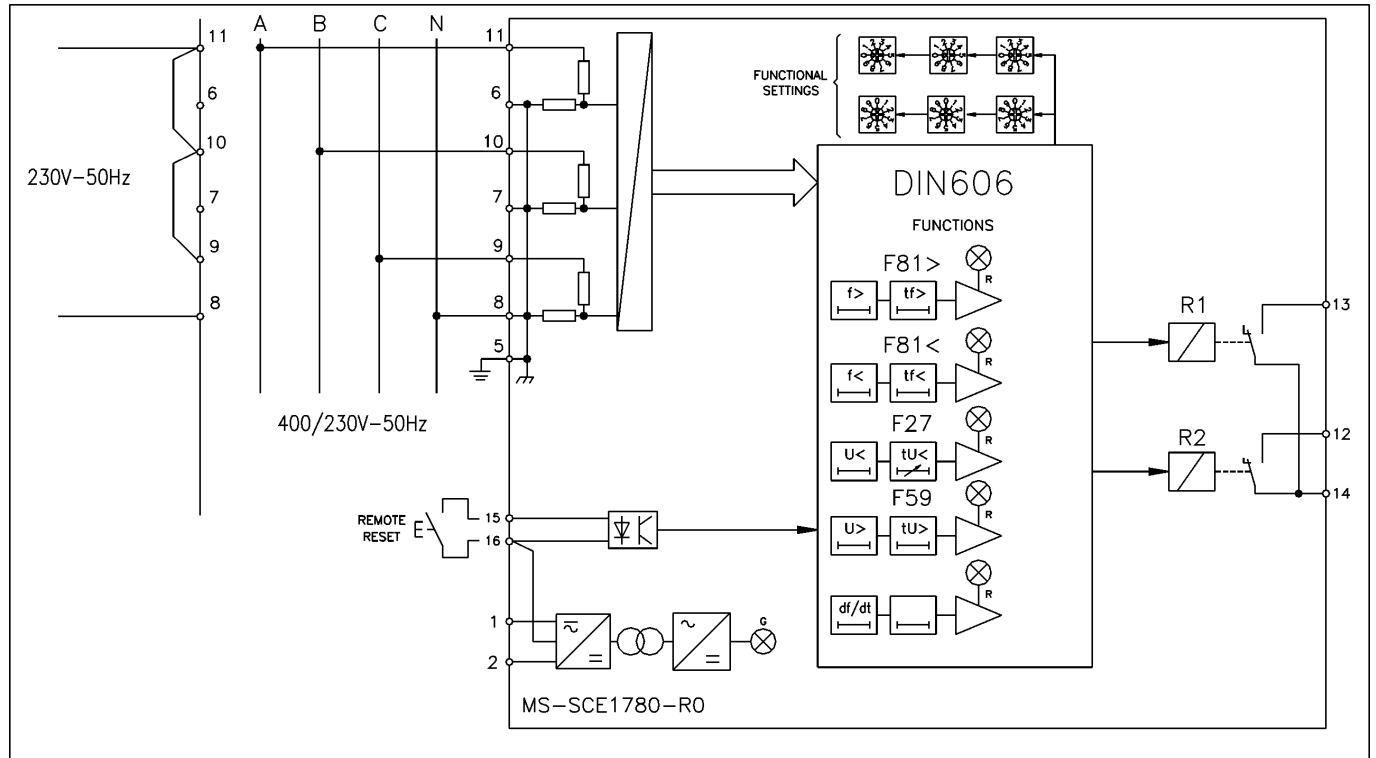 11
6
10
7
9
8
230V-50Hz
A B C N
400/230V-50Hz
11
6
10
7
9
8
5
REMOTE
RESET
E
15
16
1
2
G
MS-SCE1780-R0
FUNCTIONAL
SETTINGS
DIN606
FUNCTIONS
F81>
R
f> tf>
F81<
R
f< tf<
F27
R
U< tU<
F59
R
U> tU>
R
df/dt
R1
R2
13
12
14